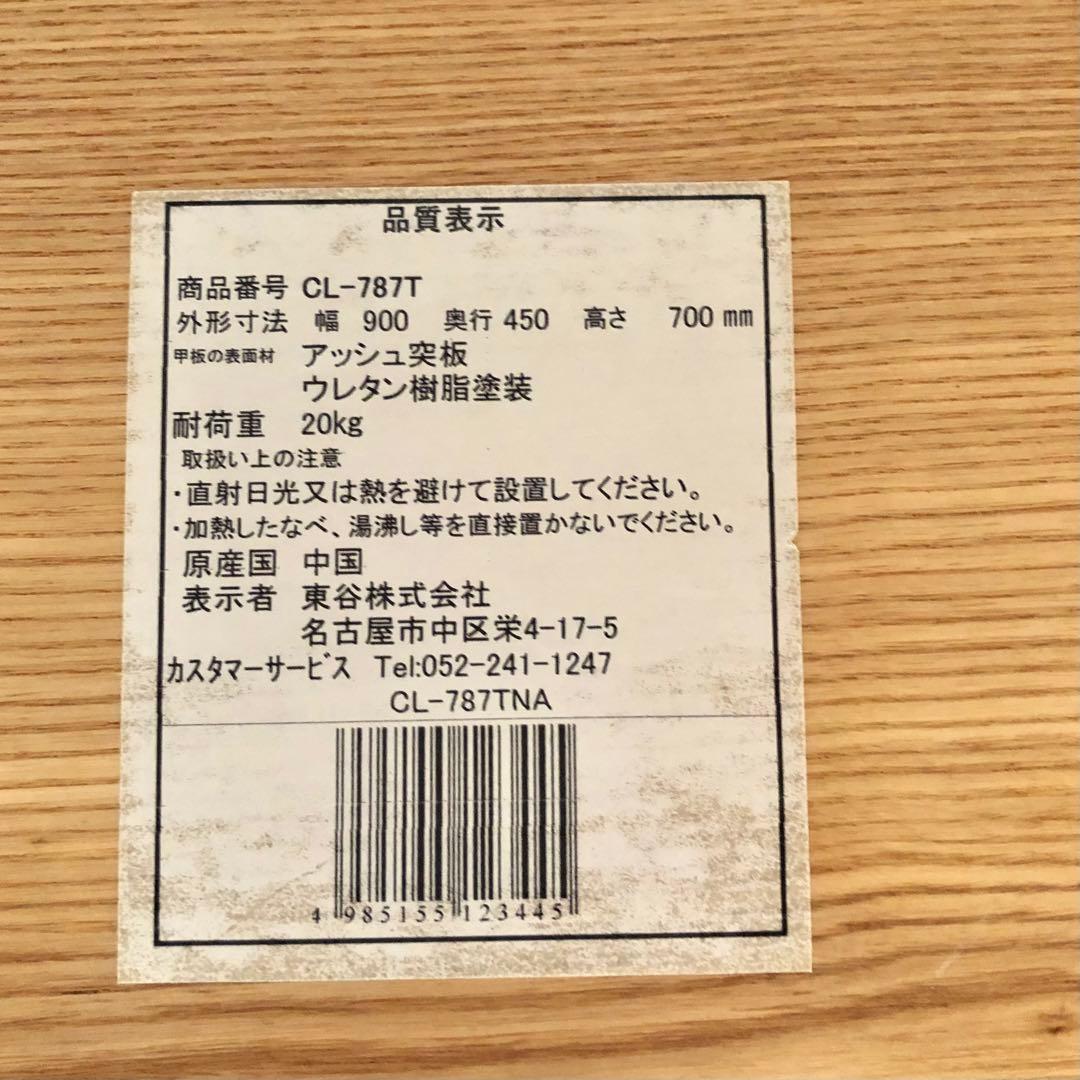 品質表示
商品番号 CL-787T
外形寸法 幅 900 奥行 450 高さ 700 mm
甲板の表面材 アッシュ突板
ウレタン樹脂塗装
耐荷重 20kg
取扱い上の注意
・直射日光又は熱を避けて設置してください。
・加熱したなべ、湯沸し等を直接置かないでください。
原産国 中国
表示者 東谷株式会社
名古屋市中区栄4-17-5
カスタマーサービス Tel:052-241-1247
CL-787TNA
4 985155 123445